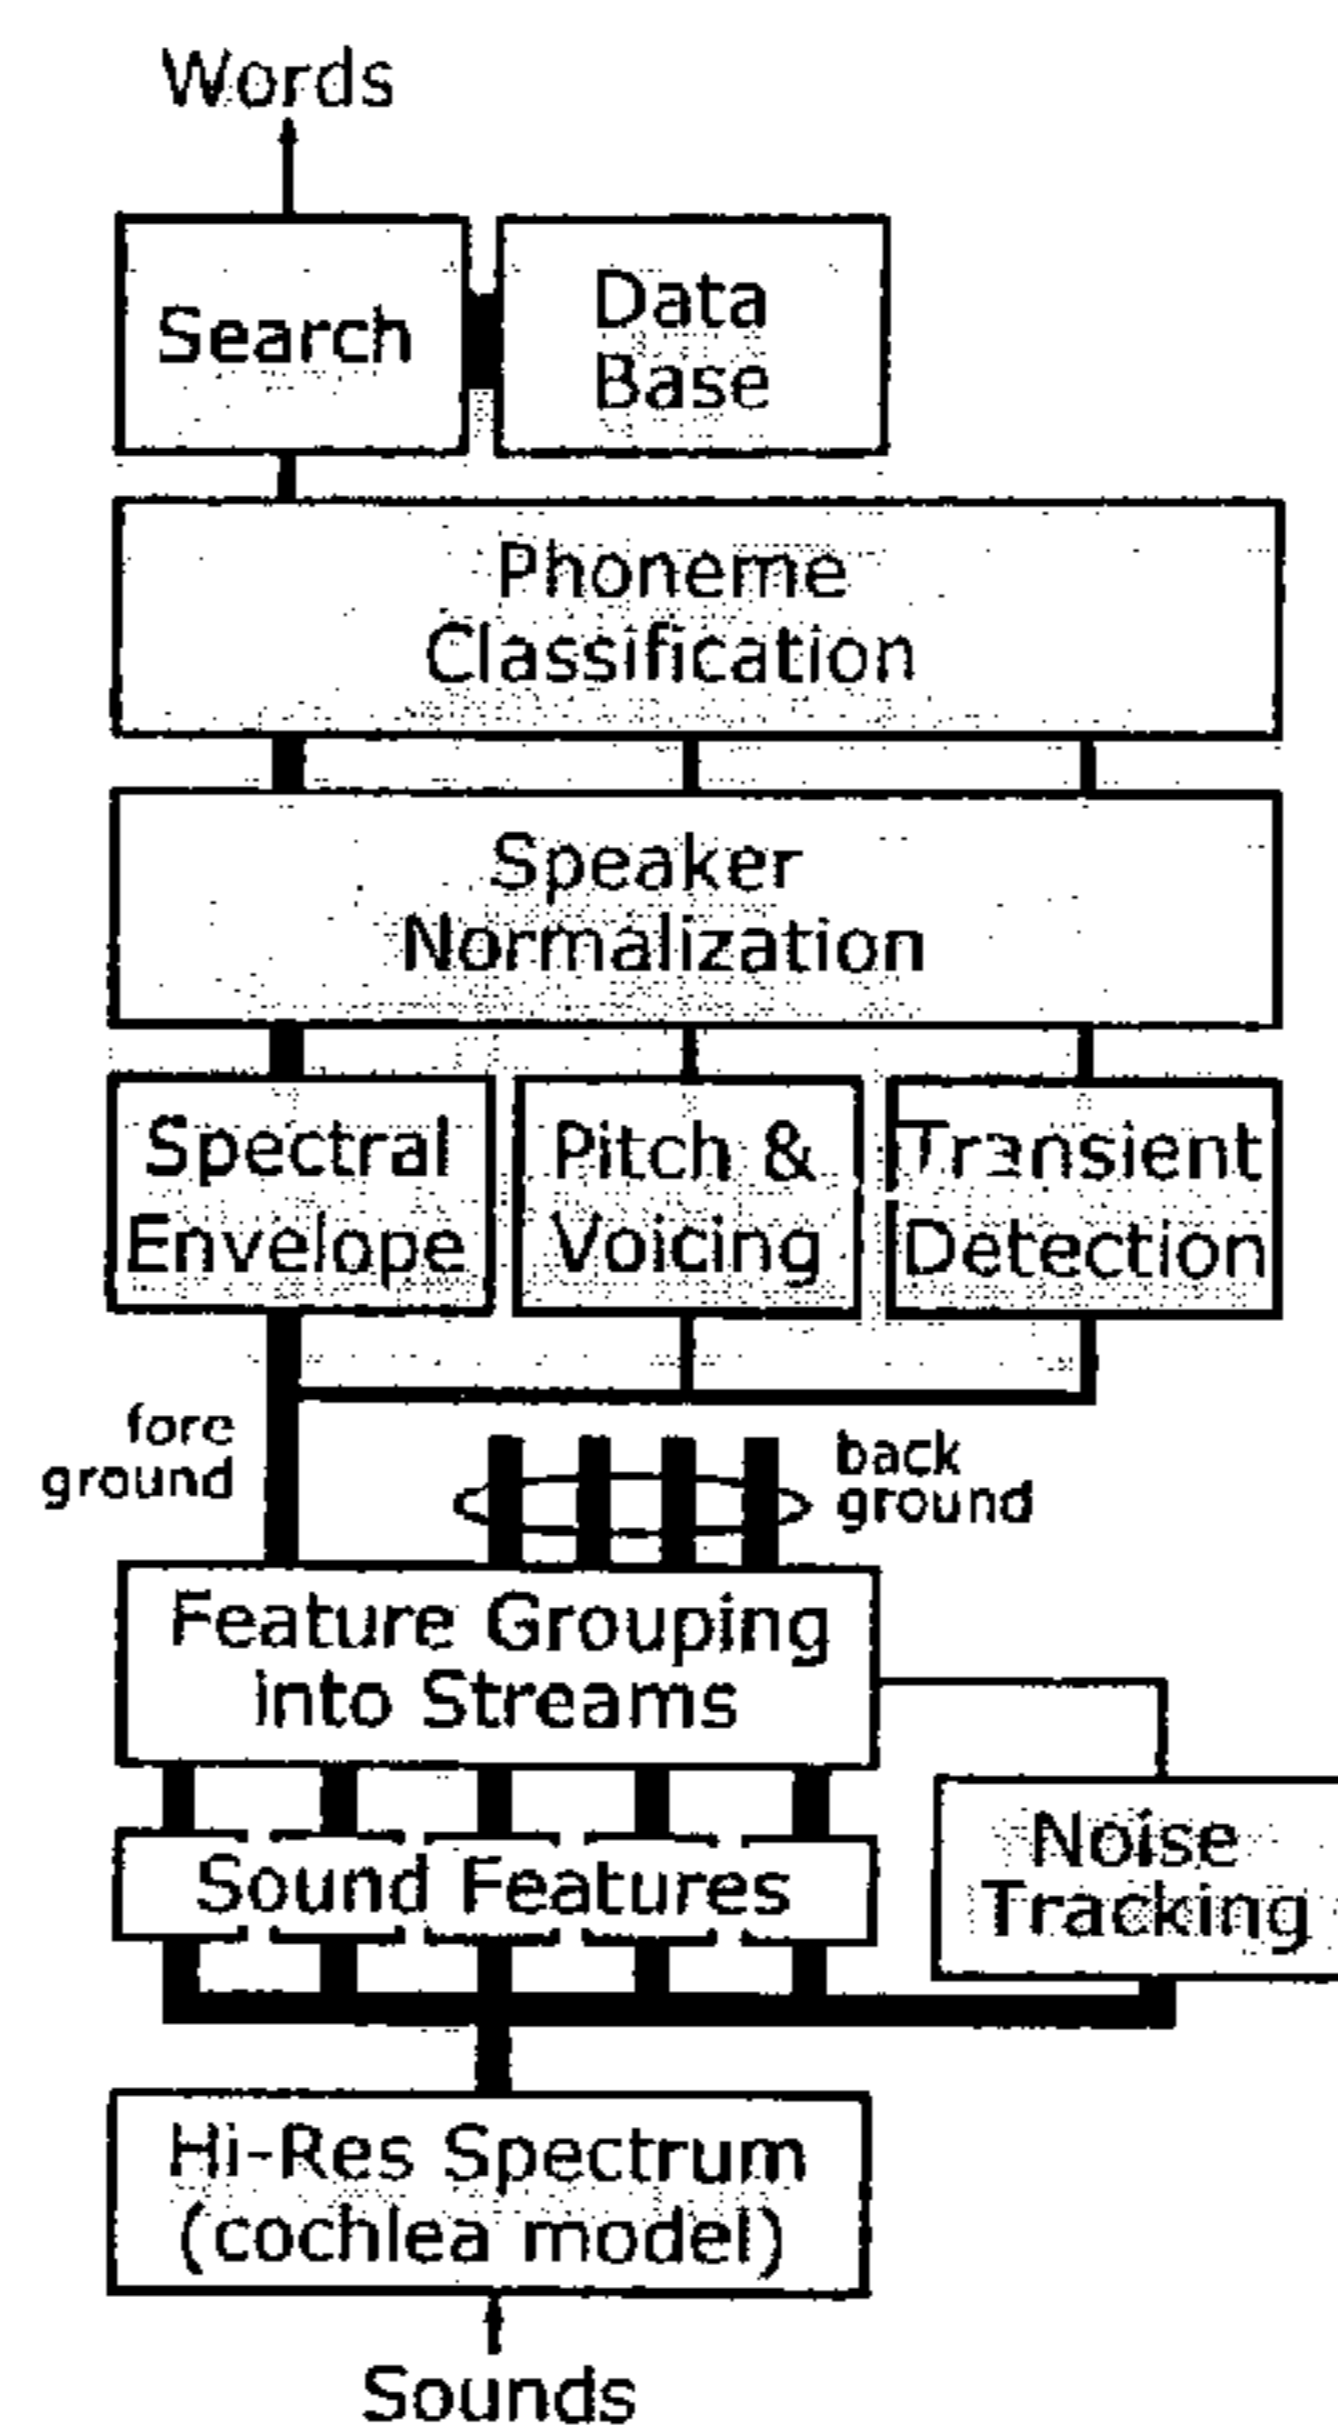 Words
Search
Data
Base
Phoneme
Classification
Speaker
Normalization
Spectral
Envelope
Pitch &
Voicing
Transient
Detection
fore
ground
back
ground
Feature Grouping
into Streams
Sound Features
Noise
Tracking
Hi-Res Spectrum
(cochlea model)
Sounds